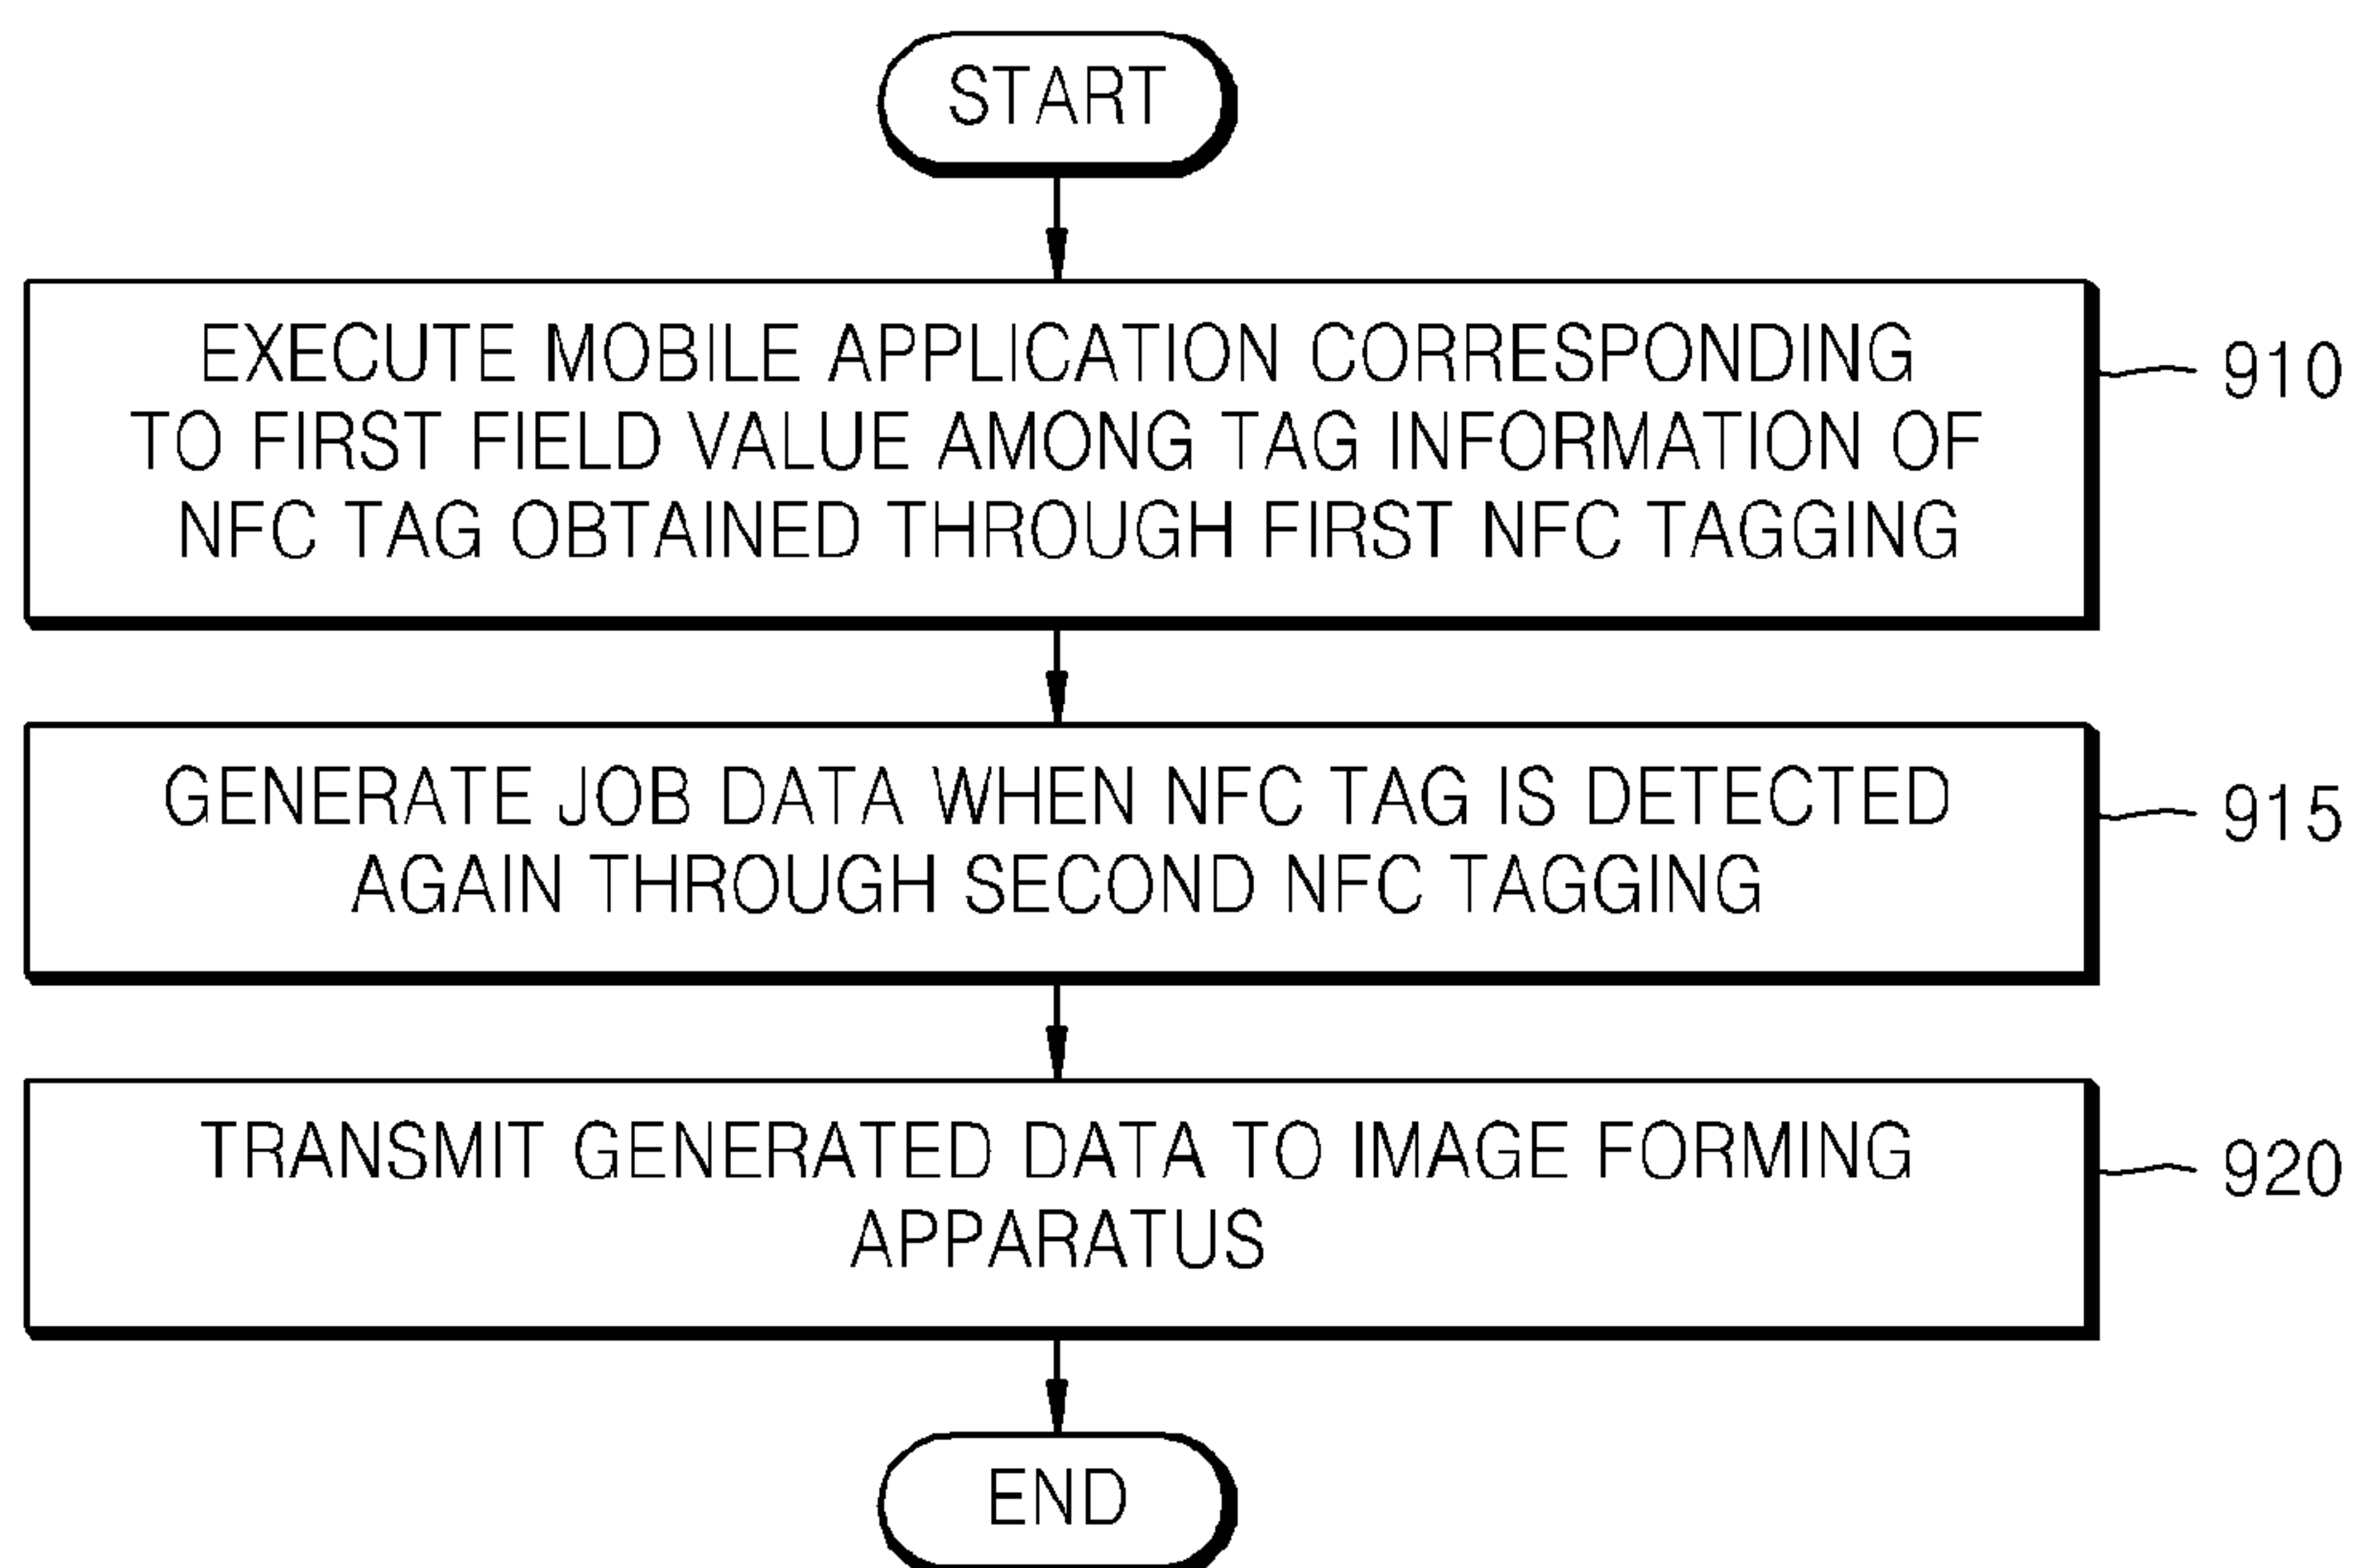 START
EXECUTE MOBILE APPLICATION CORRESPONDING
TO FIRST FIELD VALUE AMONG TAG INFORMATION OF
NFC TAG OBTAINED THROUGH FIRST NFC TAGGING
910
GENERATE JOB DATA WHEN NFC TAG IS DETECTED
AGAIN THROUGH SECOND NFC TAGGING
915
TRANSMIT GENERATED DATA TO IMAGE FORMING
APPARATUS
920
END